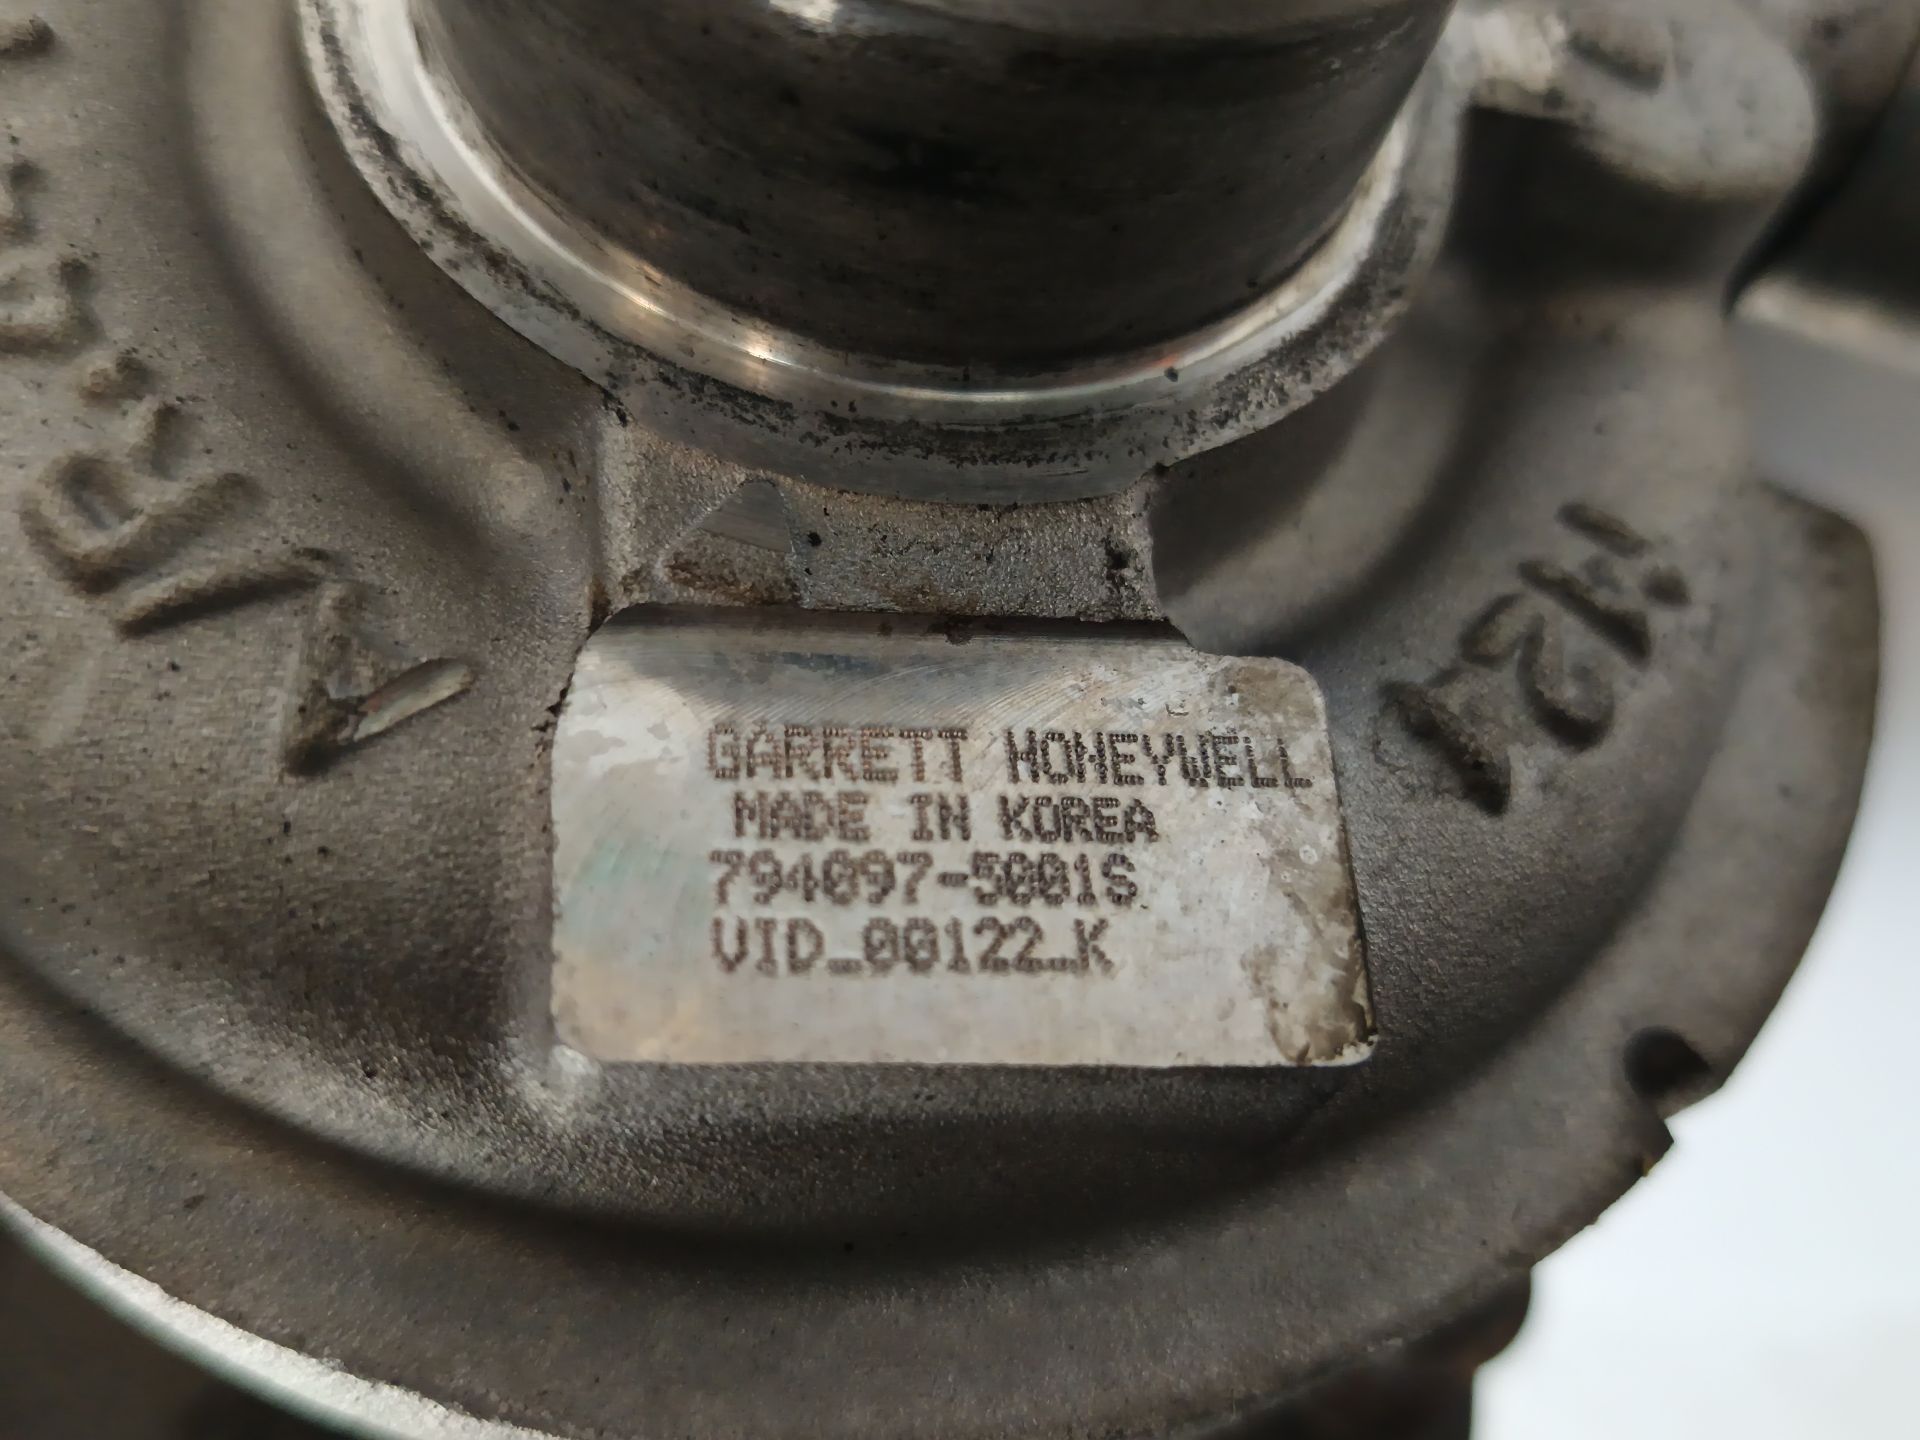 GARRETT HONEYWELL
MADE IN KOREA
794097-5001S
VID_00122_K